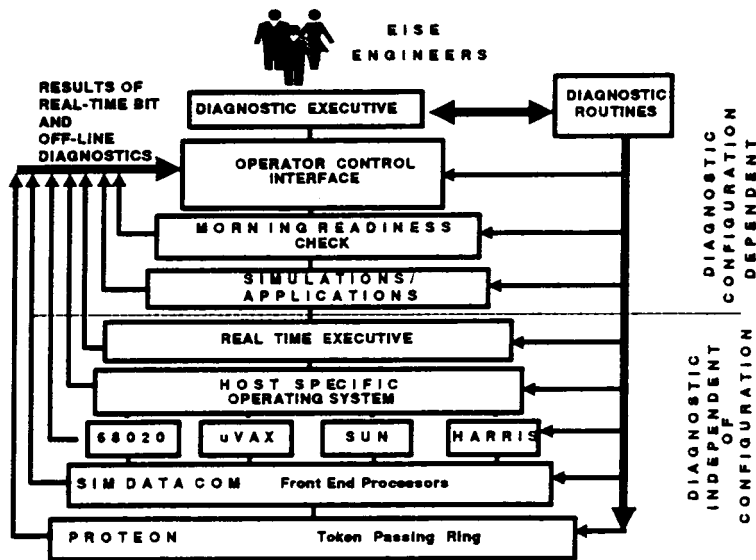 EISE
ENGINEERS
RESULTS OF
REAL-TIME BIT
AND
OFF-LINE
DIAGNOSTICS
DIAGNOSTIC EXECUTIVE
DIAGNOSTIC
ROUTINES
OPERATOR CONTROL
INTERFACE
MORNING READINESS
CHECK
SIMULATIONS/
APPLICATIONS
DIAGNOSTIC
CONFIGURATION
DEPENDENT
REAL TIME EXECUTIVE
HOST SPECIFIC
OPERATING SYSTEM
68020
uVAX
SUN
HARRIS
SIM DATA COM Front End Processors
PROTEON Token Passing Ring
DIAGNOSTIC
INDEPENDENT
OF
CONFIGURATION